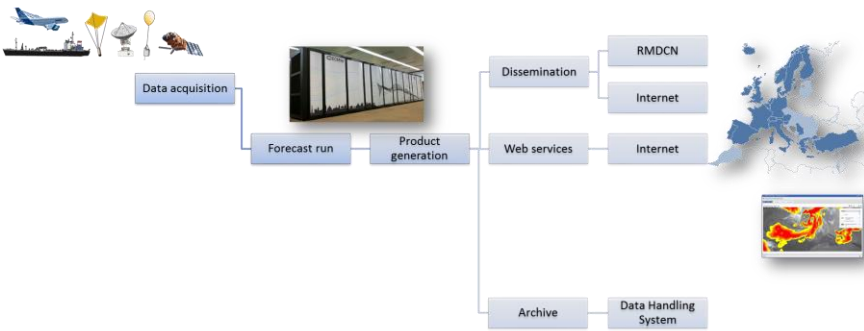 Data acquisition
Forecast run
Product
generation
Dissemination
RMDCN
Internet
Web services
Internet
Archive
Data Handling
System